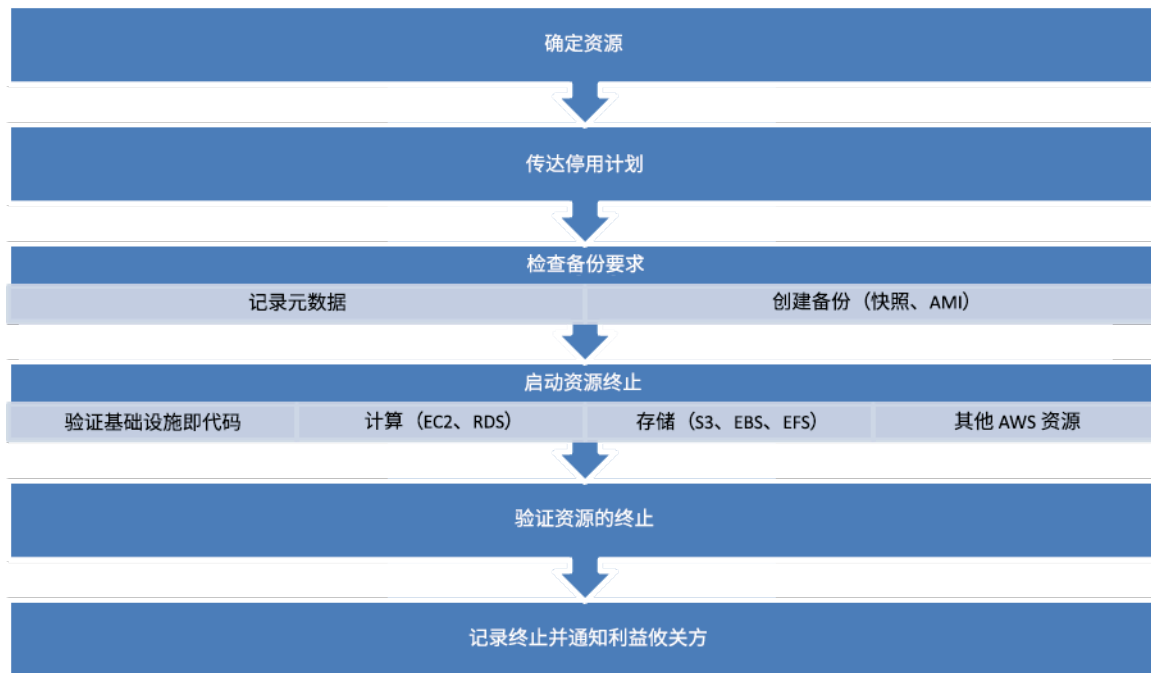 确定资源
传达停用计划
检查备份要求
记录元数据
创建备份（快照、AMI）
启动资源终止
验证基础设施即代码
计算（EC2、RDS）
存储（S3、EBS、EFS）
其他 AWS 资源
验证资源的终止
记录终止并通知利益攸关方